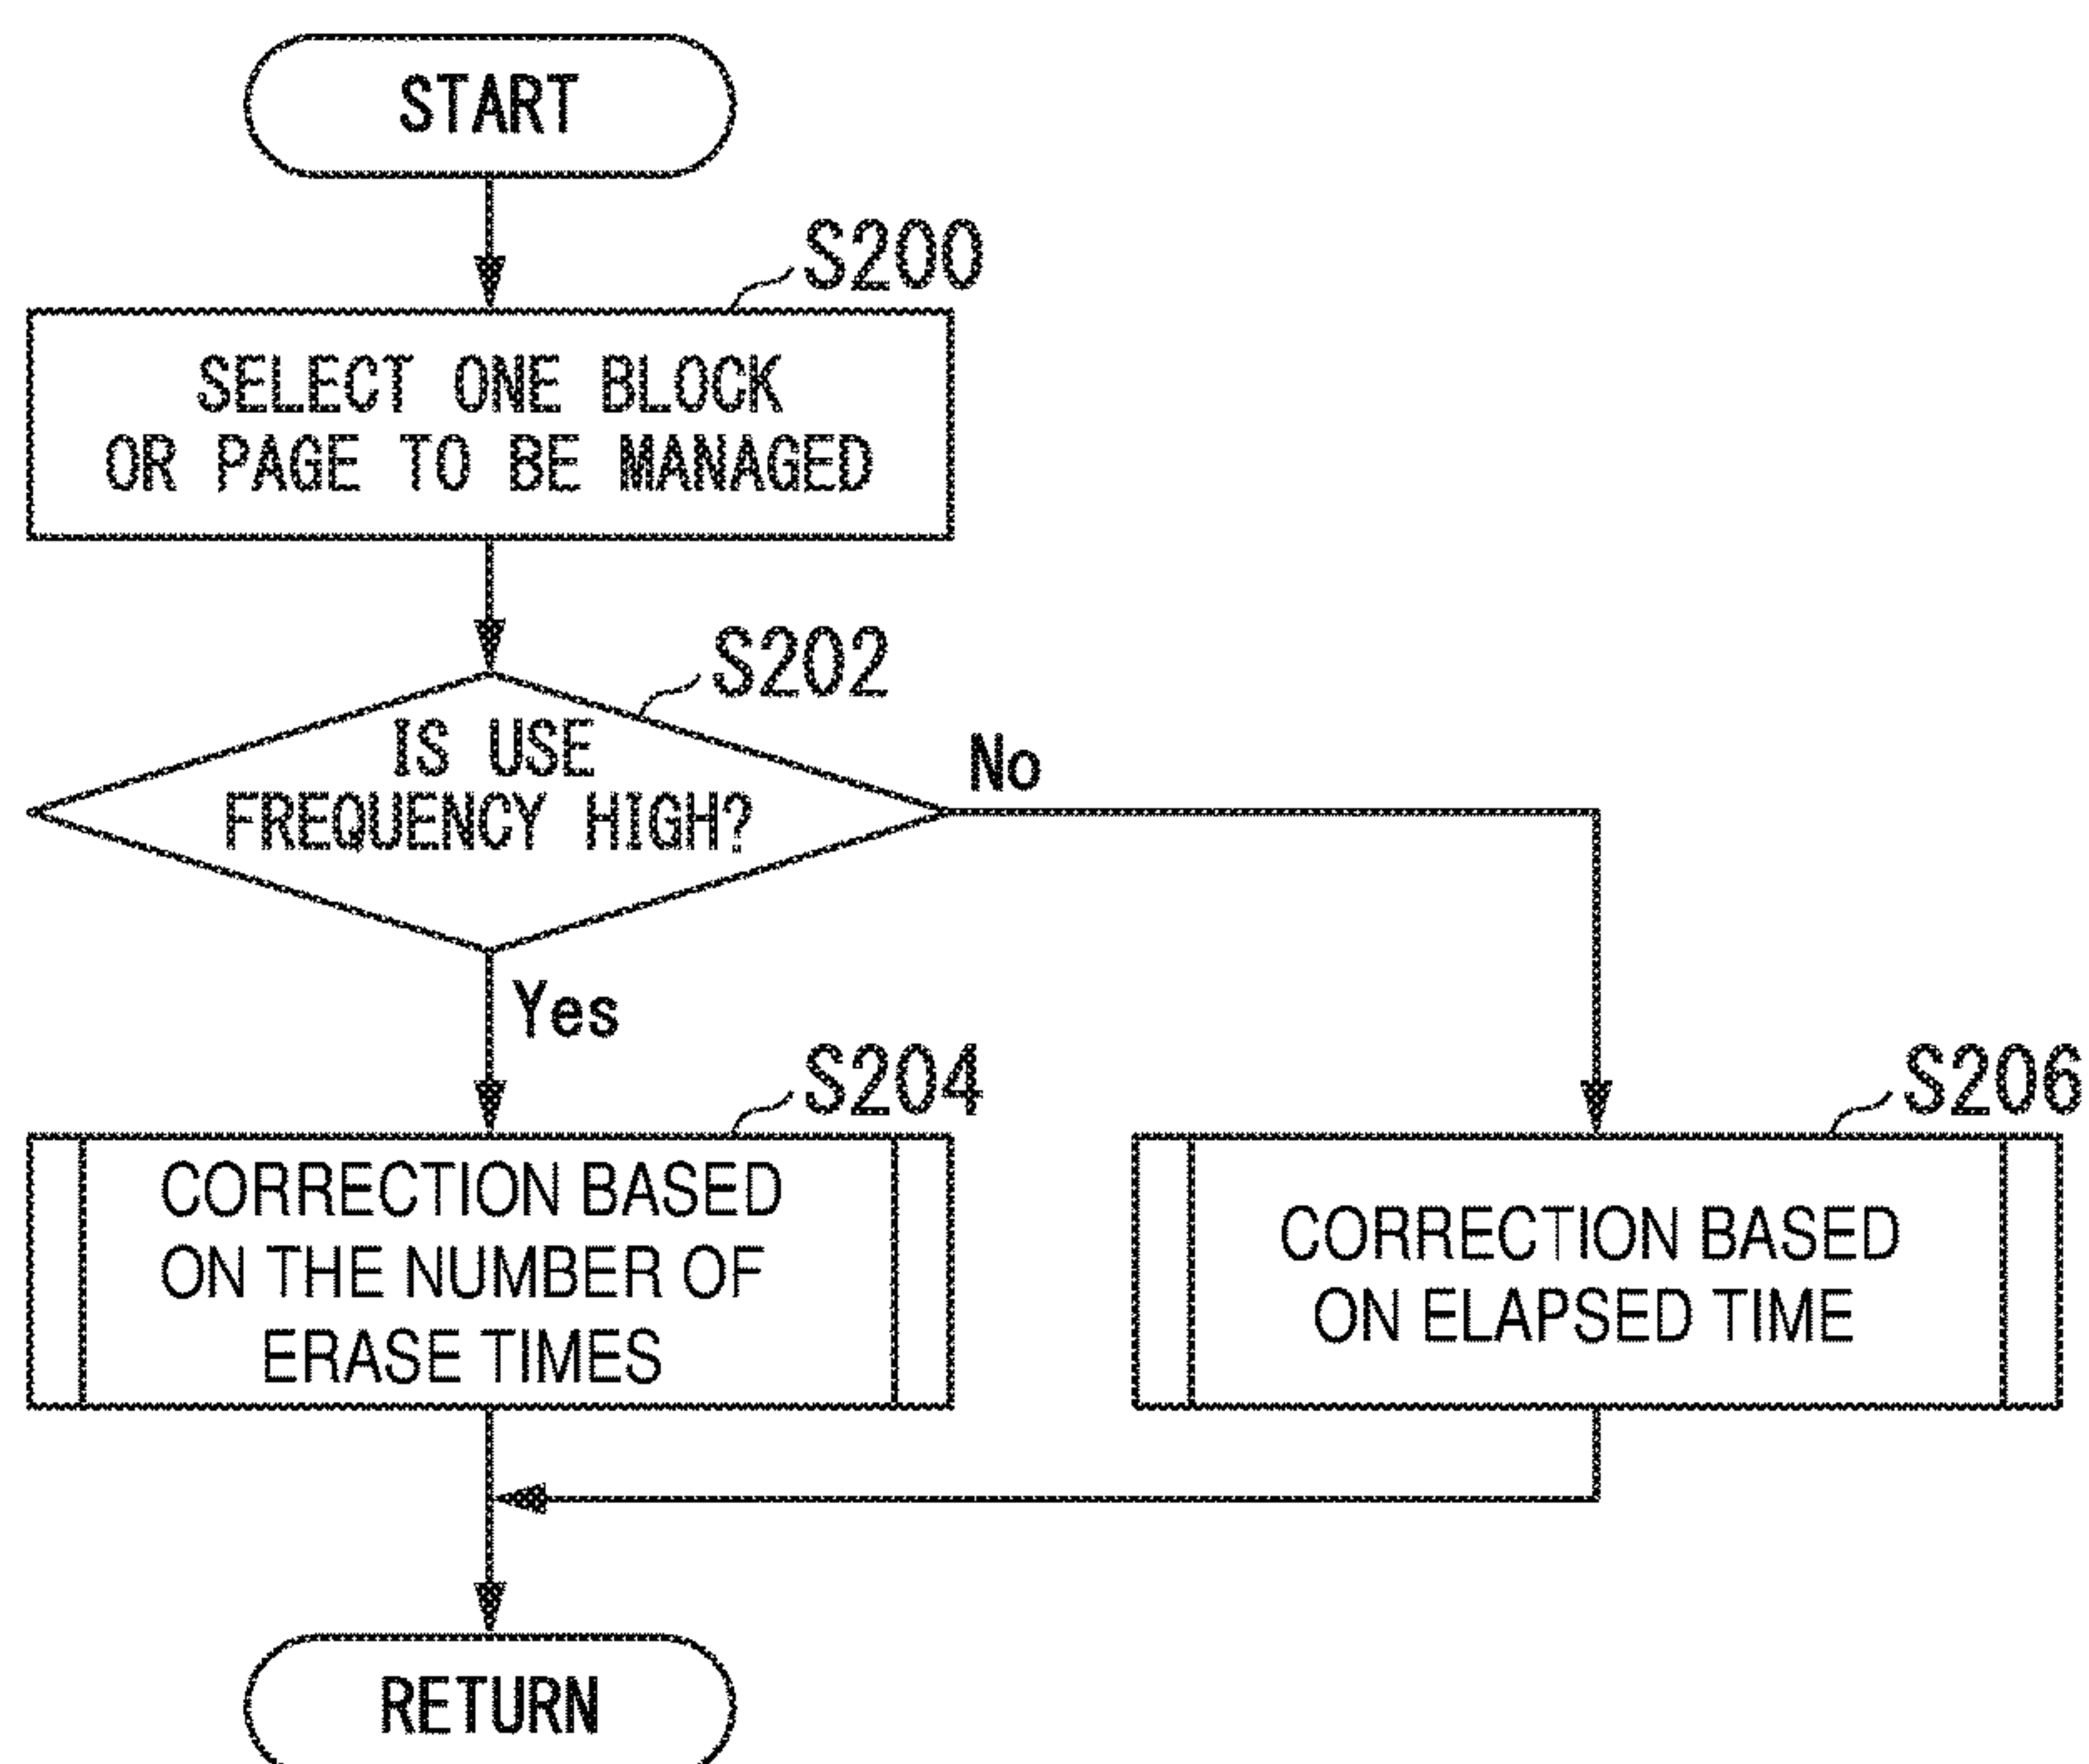 START
S200
SELECT ONE BLOCK
OR PAGE TO BE MANAGED
S202
IS USE
FREQUENCY HIGH?
No
Yes
S204
CORRECTION BASED
ON THE NUMBER OF
ERASE TIMES
S206
CORRECTION BASED
ON ELAPSED TIME
RETURN